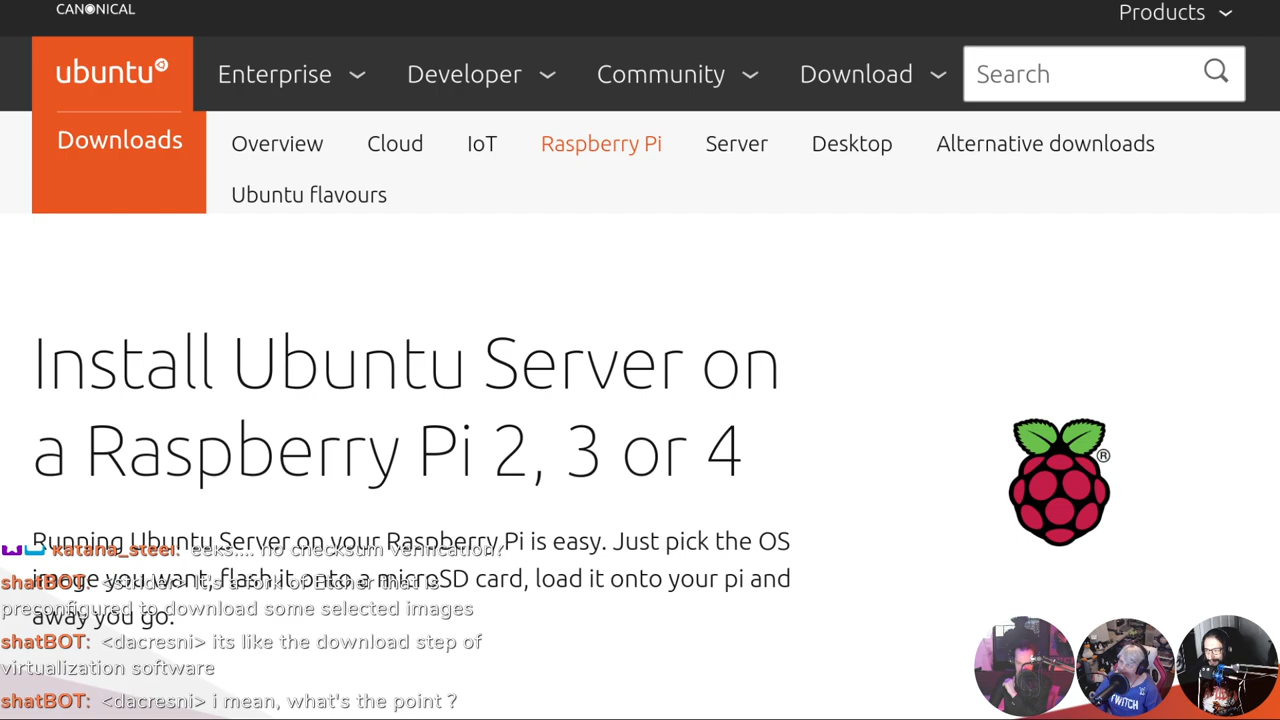 CANONICAL
Products
ubuntu
Enterprise
Developer
Community
Download
Search
Downloads
Overview
Cloud
IoT
Raspberry Pi
Server
Desktop
Alternative downloads
Ubuntu flavours
Install Ubuntu Server on
a Raspberry Pi 2, 3 or 4
®
Running Ubuntu Server on your Raspberry Pi is easy. Just pick the OS
image you want, flash it onto a microSD card, load it onto your pi and
away you go.
katana_steel: eeks.... no checksum verification?
shatBOT: <strider> it's a fork of Etcher that is
preconfigured to download some selected images
shatBOT: <dacresni> its like the download step of
virtualization software
shatBOT: <dacresni> i mean, what's the point ?
TWITCH